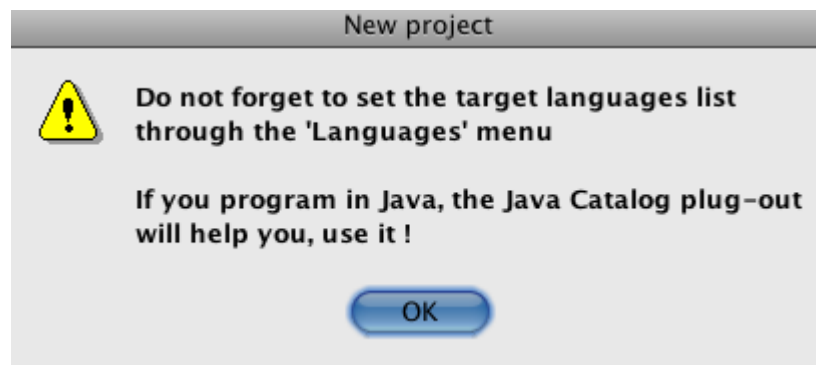 New project
Do not forget to set the target languages list
through the 'Languages' menu
If you program in Java, the Java Catalog plug-out
will help you, use it !
OK